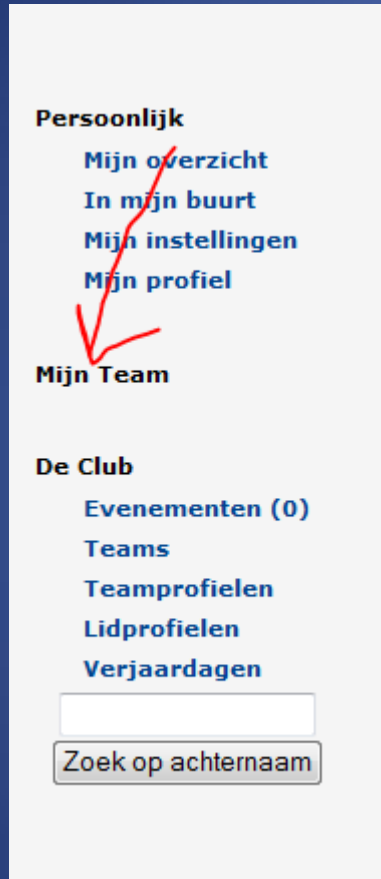 Persoonlijk
Mijn overzicht
In mijn buurt
Mijn instellingen
Mijn profiel
Mijn Team
De Club
Evenementen (0)
Teams
Teamprofielen
Lidprofielen
Verjaardagen
Zoek op achternaam